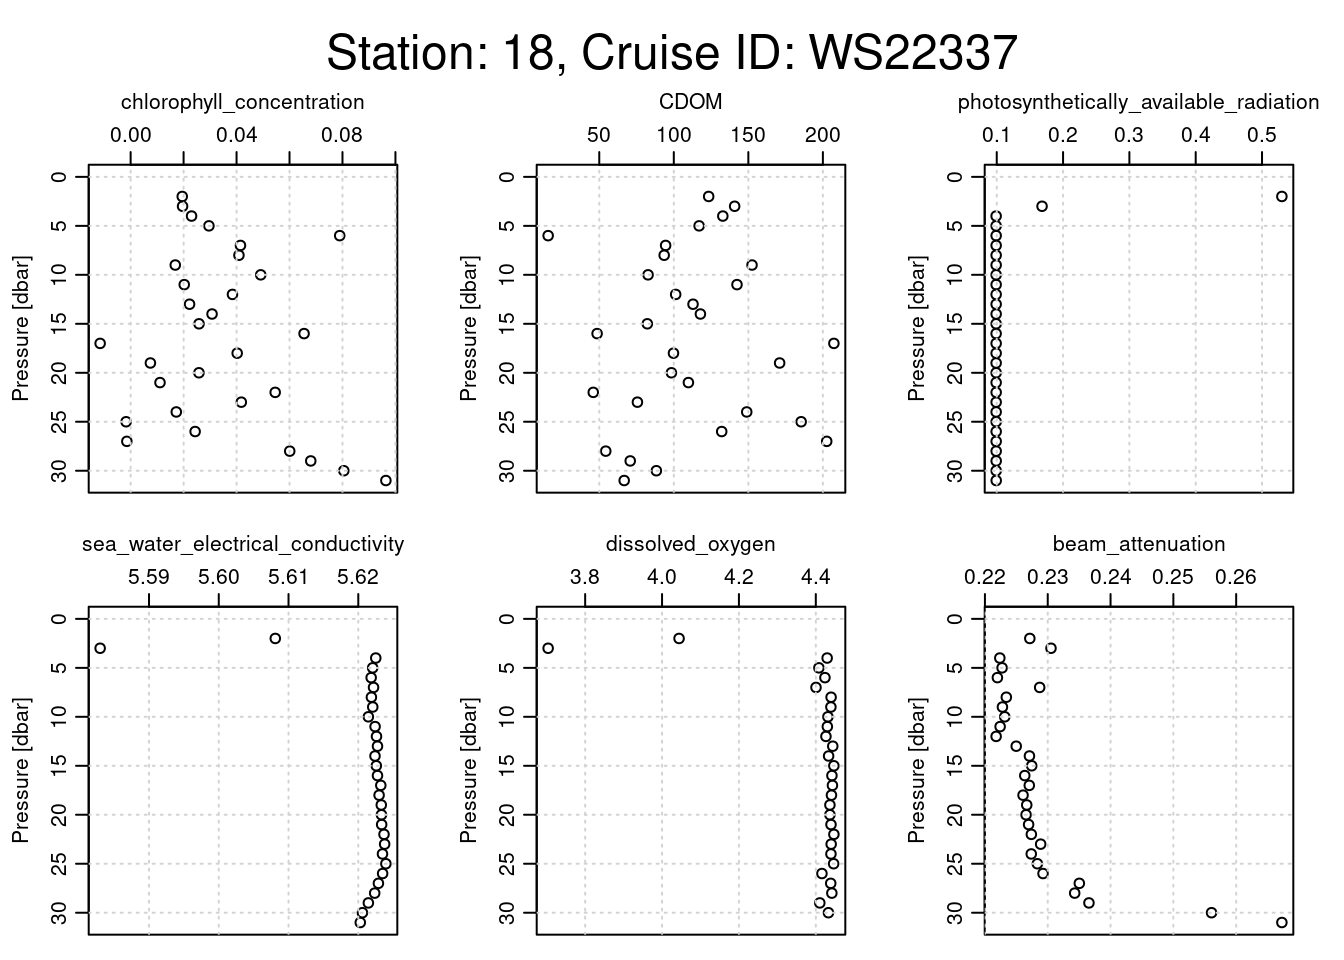 Station: 18, Cruise ID: WS22337
chlorophyll_concentration
0.00 0.04 0.08
Pressure [dbar]
0 5 10 15 20 25 30
CDOM
50 100 150 200
Pressure [dbar]
0 5 10 15 20 25 30
photosynthetically_available_radiation
0.1 0.2 0.3 0.4 0.5
Pressure [dbar]
0 5 10 15 20 25 30
sea_water_electrical_conductivity
5.59 5.60 5.61 5.62
Pressure [dbar]
0 5 10 15 20 25 30
dissolved_oxygen
3.8 4.0 4.2 4.4
Pressure [dbar]
0 5 10 15 20 25 30
beam_attenuation
0.22 0.23 0.24 0.25 0.26
Pressure [dbar]
0 5 10 15 20 25 30